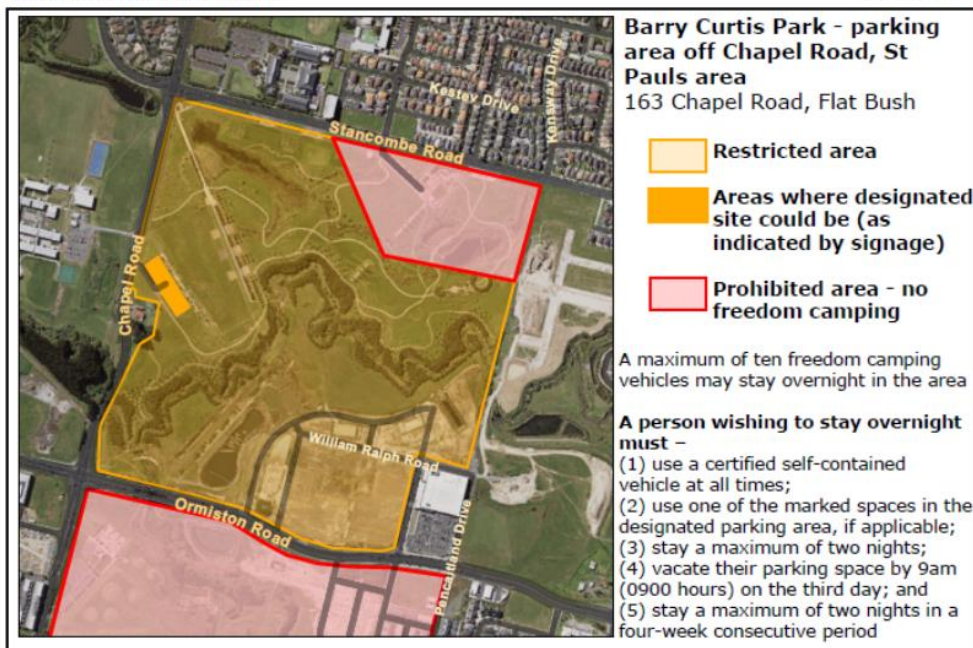 Barry Curtis Park - parking
area off Chapel Road, St
Pauls area
163 Chapel Road, Flat Bush
Restricted area
Areas where designated
site could be (as
indicated by signage)
Prohibited area - no
freedom camping
A maximum of ten freedom camping
vehicles may stay overnight in the area
A person wishing to stay overnight
must –
(1) use a certified self-contained
vehicle at all times;
(2) use one of the marked spaces in the
designated parking area, if applicable;
(3) stay a maximum of two nights;
(4) vacate their parking space by 9am
(0900 hours) on the third day; and
(5) stay a maximum of two nights in a
four-week consecutive period
Kestev Drive
Kenway Drive
Stancombe Road
Chapel Road
William Ralph Road
Ormiston Road
Pencaitland Drive